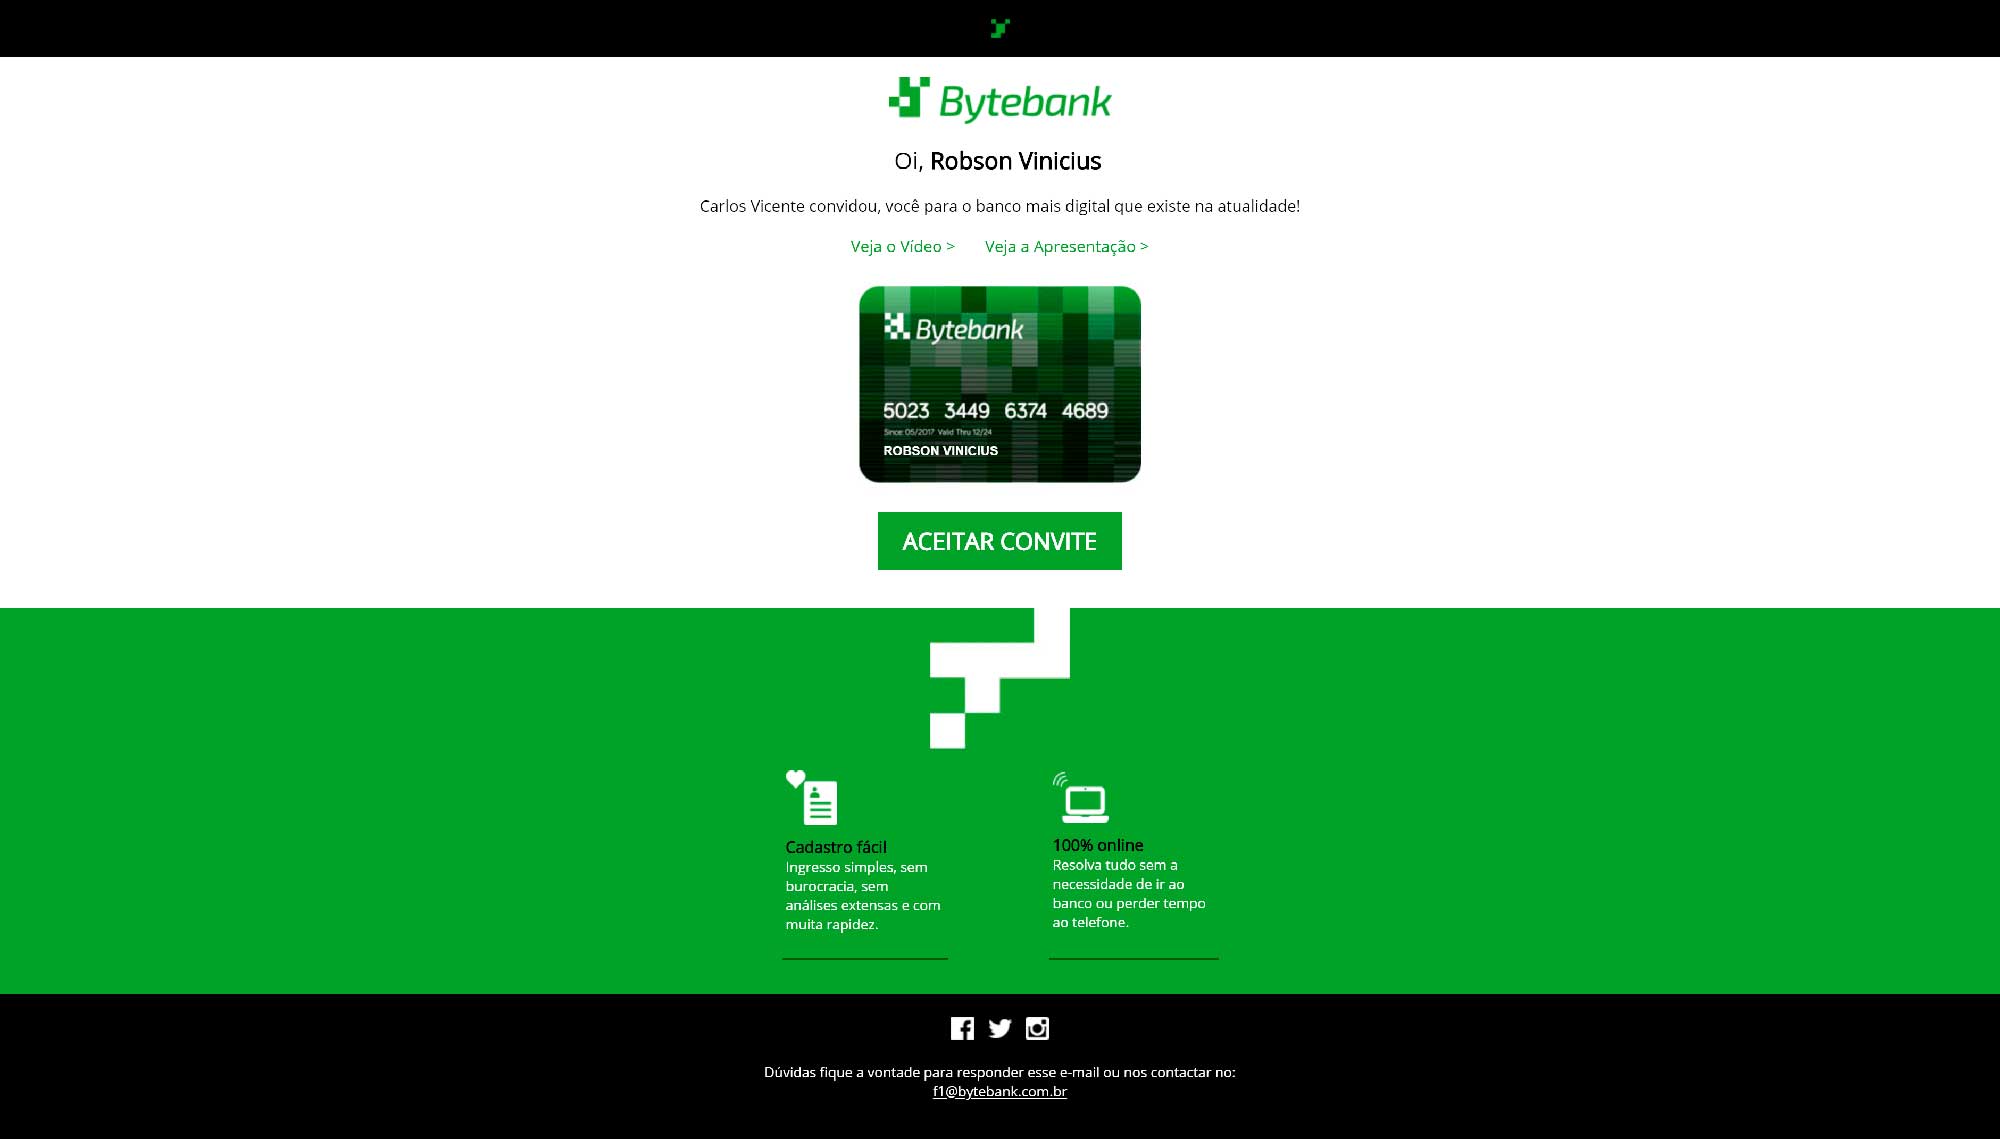 Bytebank
Oi, Robson Vinicius
Carlos Vicente convidou, você para o banco mais digital que existe na atualidade!
Veja o Vídeo > Veja a Apresentação >
Bytebank
5023 3449 6374 4689
Since: 05/2017 Valid Thru 12/24
ROBSON VINICIUS
ACEITAR CONVITE
Cadastro fácil
Ingresso simples, sem
burocracia, sem
análises extensas e com
muita rapidez.
100% online
Resolva tudo sem a
necessidade de ir ao
banco ou perder tempo
ao telefone.
Dúvidas fique a vontade para responder esse e-mail ou nos contactar no:
f1@bytebank.com.br